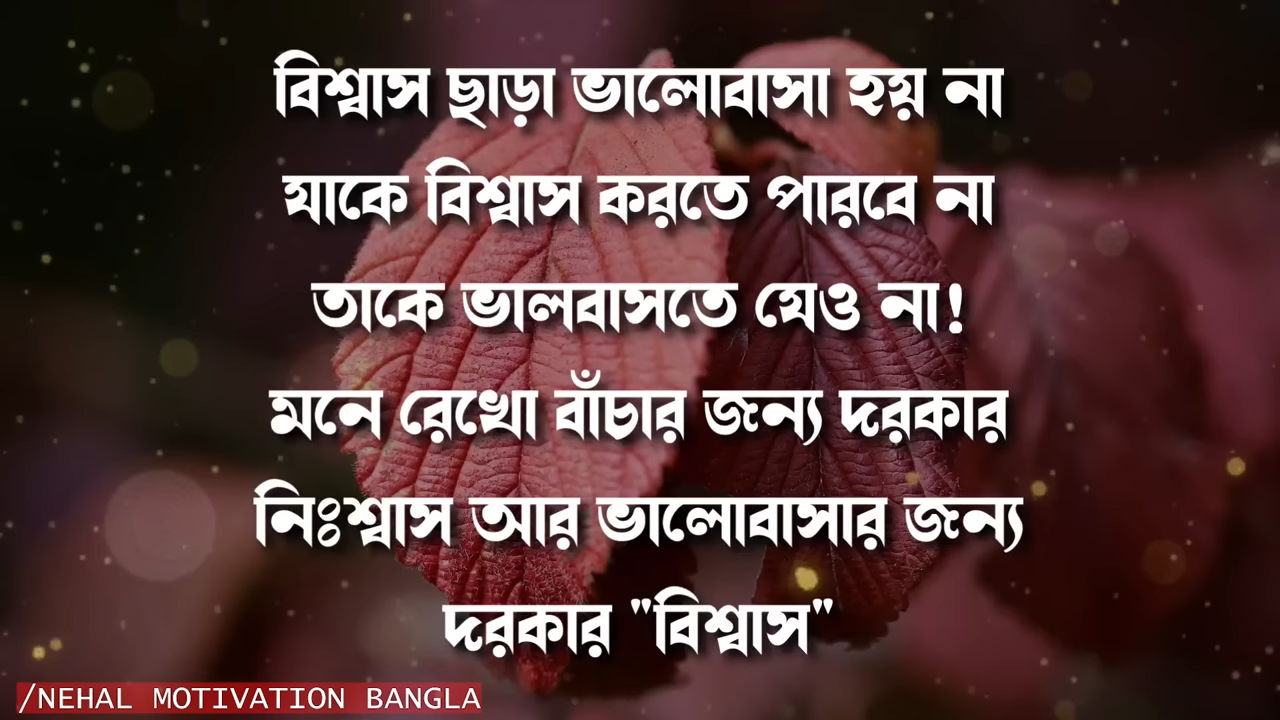 বিশ্বাস ছাড়া ভালোবাসা হয় না
যাকে বিশ্বাস করতে পারবে না
তাকে ভালবাসতে যেও না!
মনে রেখো বাঁচার জন্য দরকার
নিঃশ্বাস আর ভালোবাসার জন্য
দরকার "বিশ্বাস"
/NEHAL MOTIVATION BANGLA